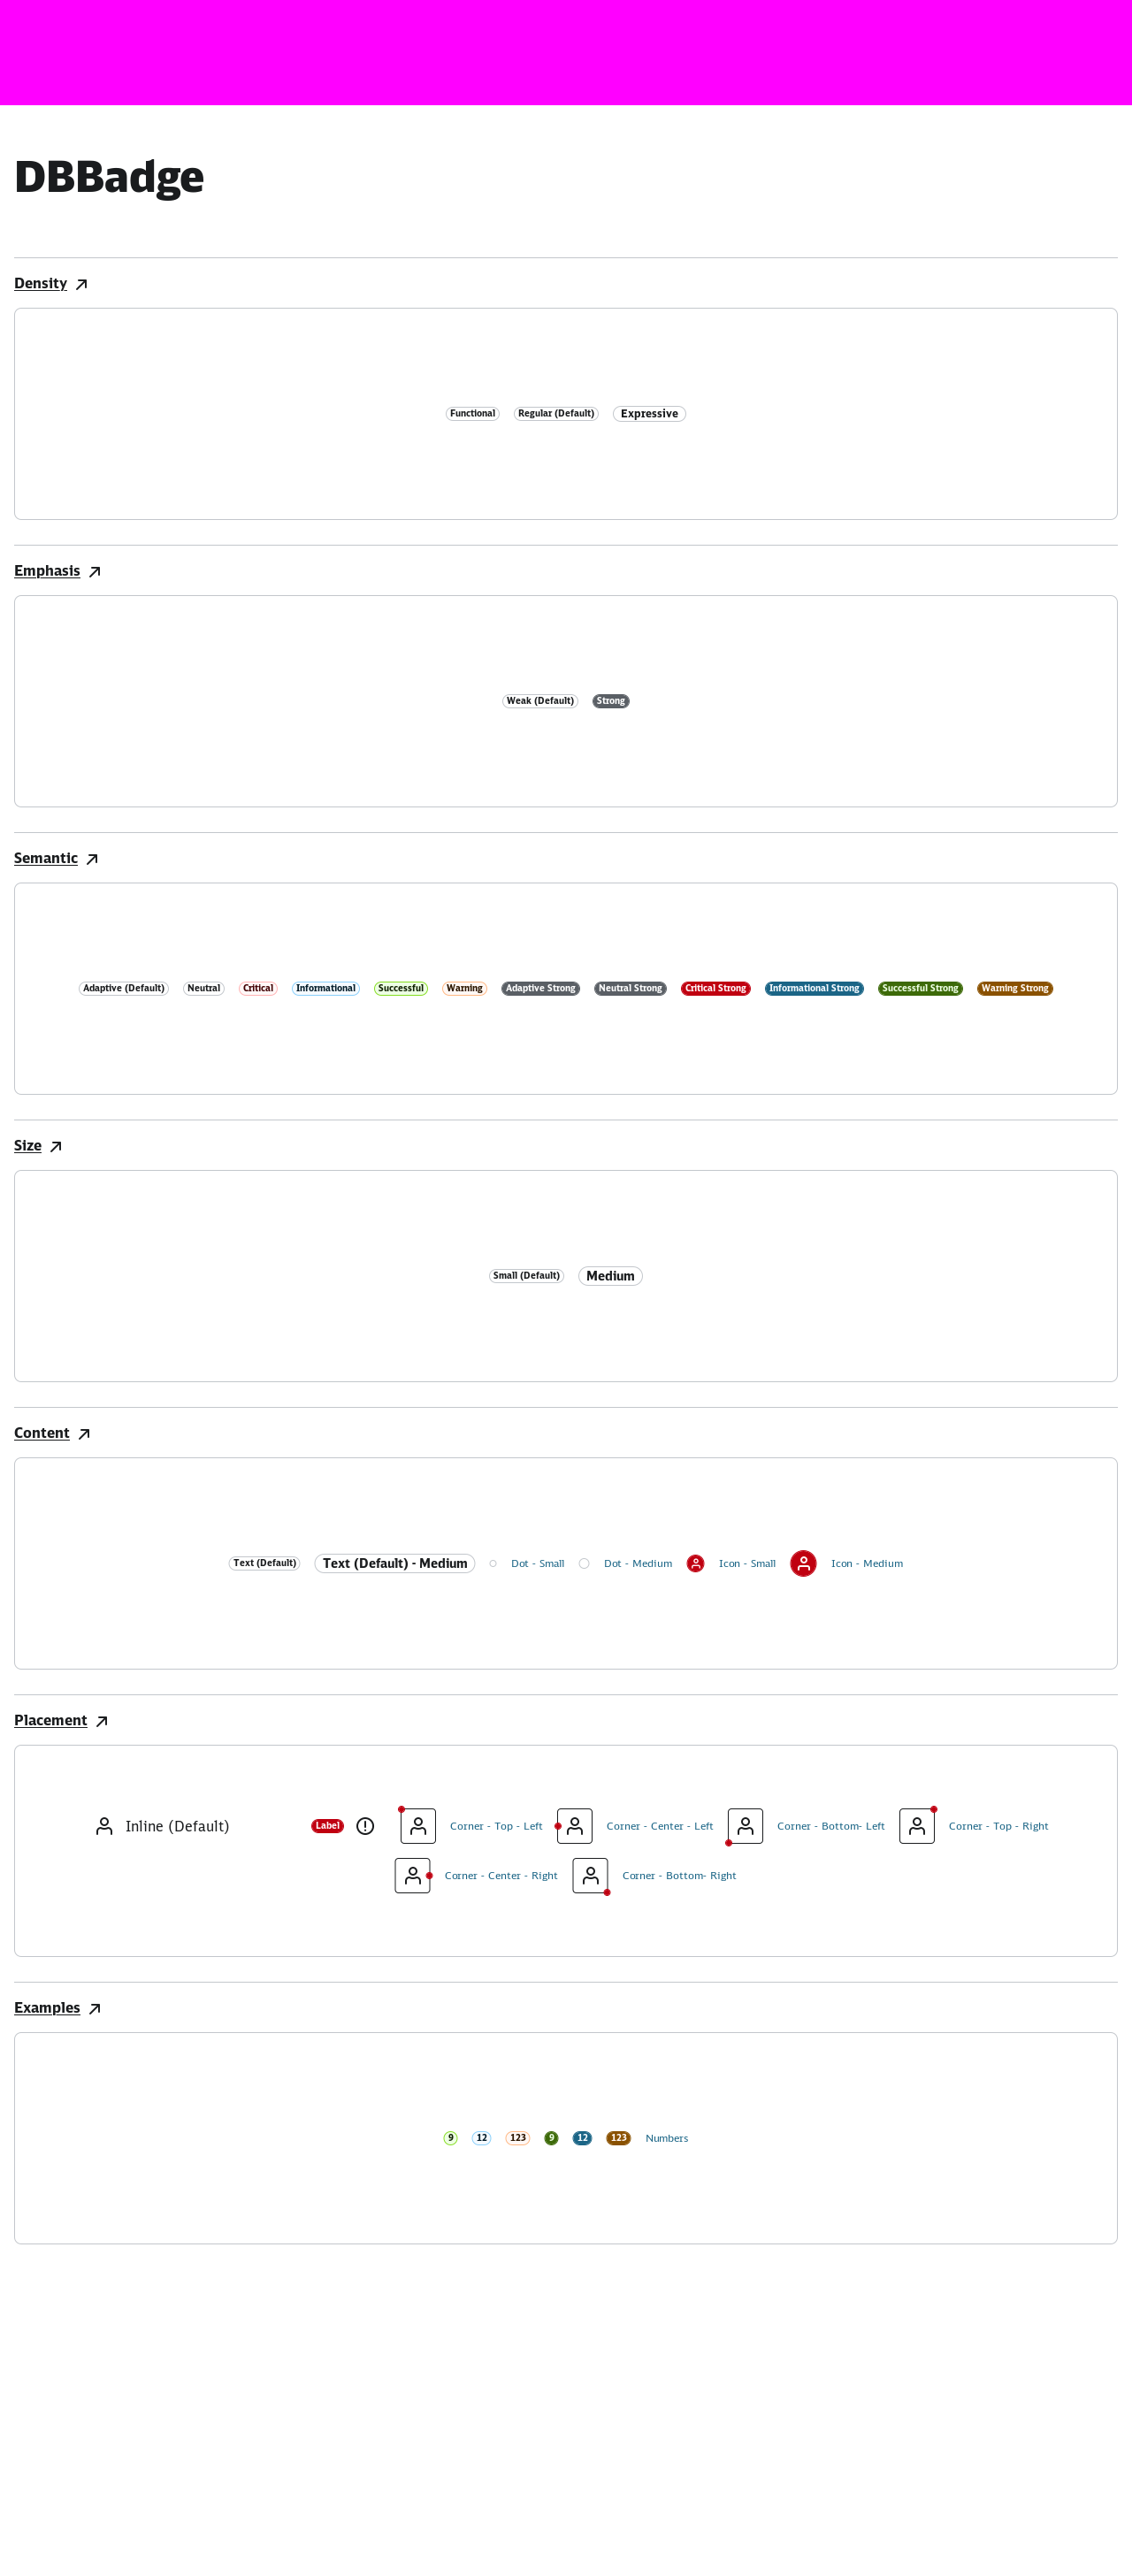 DBBadge
Density
Functional Regular (Default) Expressive
Emphasis
Weak (Default) Strong
Semantic
Adaptive (Default) Neutral Critical Informational Successful Warning Adaptive Strong Neutral Strong Critical Strong Informational Strong Successful Strong Warning Strong
Size
Small (Default) Medium
Content
Text (Default) Text (Default) - Medium Dot - Small Dot - Medium Icon - Small Icon - Medium
Placement
Inline (Default) Label Corner - Top - Left Corner - Center - Left Corner - Bottom- Left Corner - Top - Right
Corner - Center - Right Corner - Bottom- Right
Examples
9 12 123 9 12 123 Numbers